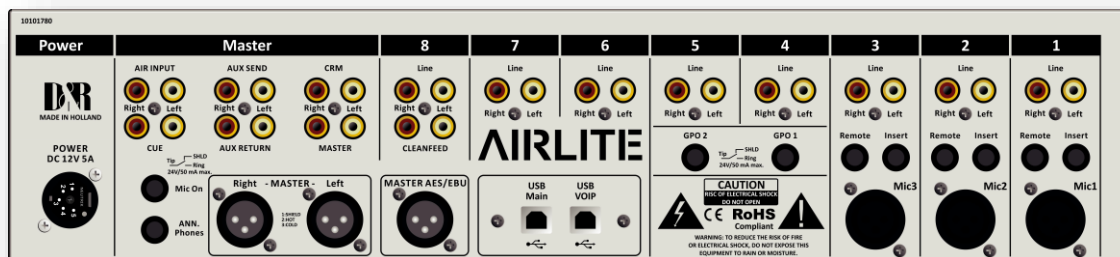 10101780
Power
Master
8
7
6
5
4
3
2
1
D&R
MADE IN HOLLAND
POWER
DC 12V 5A
AIR INPUT
AUX SEND
CRM
Right Left
Right Left
Right Left
CUE
AUX RETURN
MASTER
Tip
SHLD
Ring
24V/50 mA max.
Mic On
ANN.
Phones
Right - MASTER - Left
1 SHIELD
2 HOT
3 COLD
Line
Right Left
CLEANFEED
MASTER AES/EBU
Line
Right Left
Line
Right Left
AIRLITE
USB
Main
USB
VOIP
Line
Right Left
Line
Right Left
GPO 2
Tip
SHLD
Ring
24V/50 mA max.
GPO 1
CAUTION
RISC OF ELECTRICAL SHOCK
DO NOT OPEN
CE RoHS
Compliant
WARNING: TO REDUCE THE RISK OF FIRE
OR ELECTRICAL SHOCK, DO NOT EXPOSE THIS
EQUIPMENT TO RAIN OR MOISTURE.
Line
Right Left
Remote Insert
Mic3
Line
Right Left
Remote Insert
Mic2
Line
Right Left
Remote Insert
Mic1